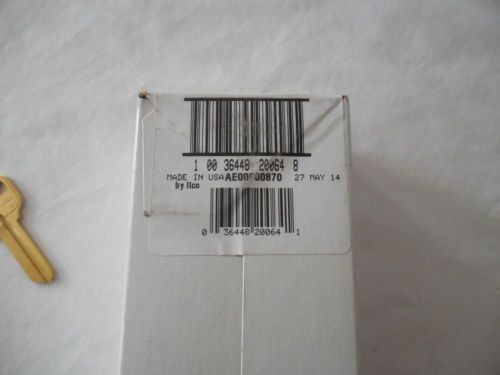 1 00 36448 20064 8
MADE IN USA AE00000870 27 MAY 14
by Ilco
0 36448 20064 1